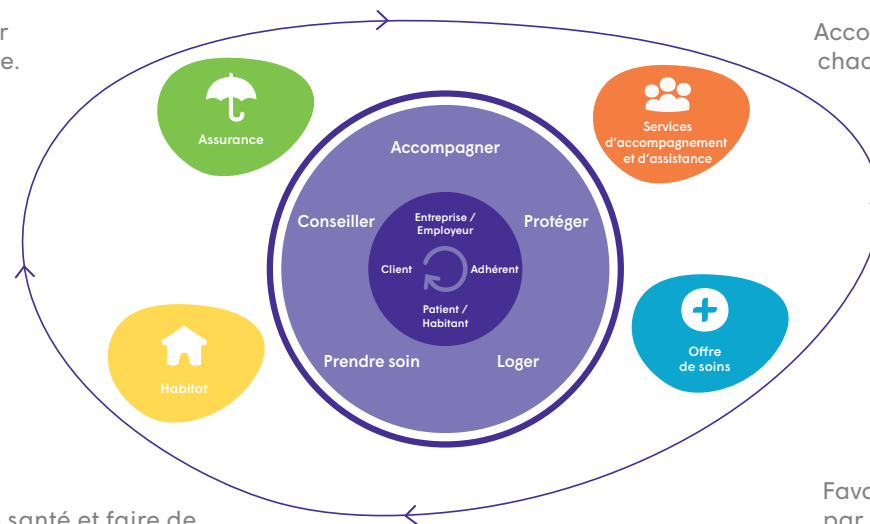 r
e.
Acco
chac
Assurance
Services
d’accompagnement
et d’assistance
Accompagner
Conseiller
Protéger
Entreprise /
Employeur
Client
Adhérent
Patient /
Habitant
Prendre soin
Loger
Habitat
Offre
de soins
Favo
par
santé et faire de